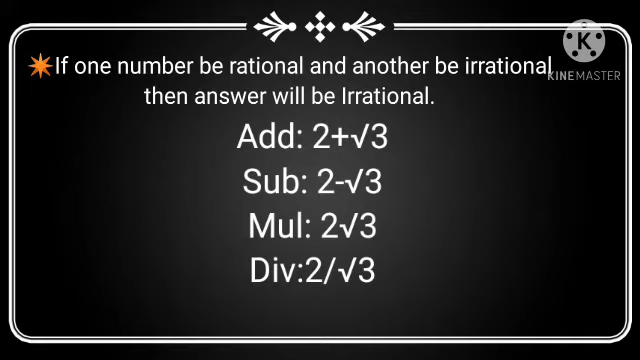 If one number be rational and another be irrational
then answer will be Irrational.
Add: 2+√3
Sub: 2-√3
Mul: 2√3
Div:2/√3
K
KINEMASTER